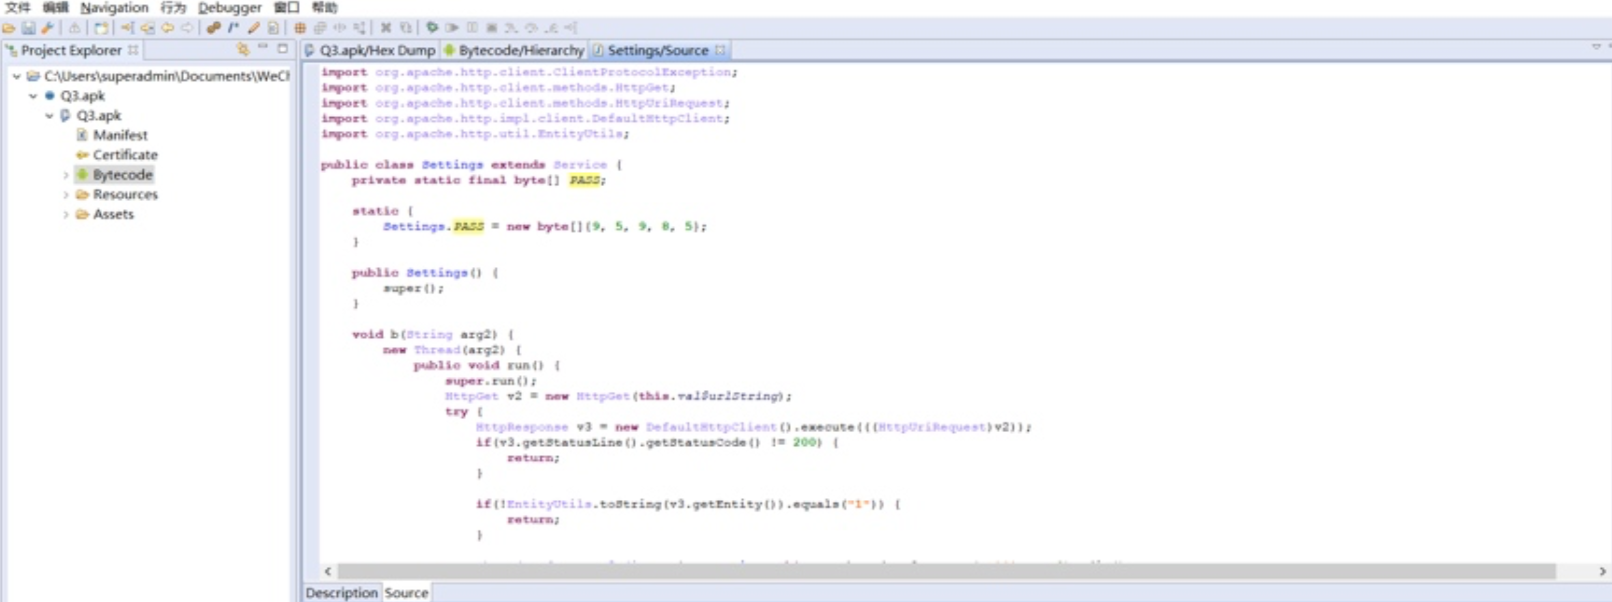 文件 编辑 Navigation 行为 Debugger 窗口 帮助
Project Explorer
C:\Users\superadmin\Documents\WeCh
Q3.apk
Q3.apk
Manifest
Certificate
Bytecode
Resources
Assets
Q3.apk/Hex Dump Bytecode/Hierarchy Settings/Source
import org.apache.http.client.ClientProtocolException;
import org.apache.http.client.methods.HttpGet;
import org.apache.http.client.methods.HttpUriRequest;
import org.apache.http.impl.client.DefaultHttpClient;
import org.apache.http.util.EntityUtils;
public class Settings extends Service {
private static final byte[] PASS;
static {
Settings.PASS = new byte[]{9, 5, 9, 8, 5};
}
public Settings() {
super();
}
void b(String arg2) {
new Thread(arg2) {
public void run() {
super.run();
HttpGet v2 = new HttpGet(this.val$urlString);
try {
HttpResponse v3 = new DefaultHttpClient().execute(((HttpUriRequest)v2));
if(v3.getStatusLine().getStatusCode() != 200) {
return;
}
if(!EntityUtils.toString(v3.getEntity()).equals("1")) {
return;
}
Description Source